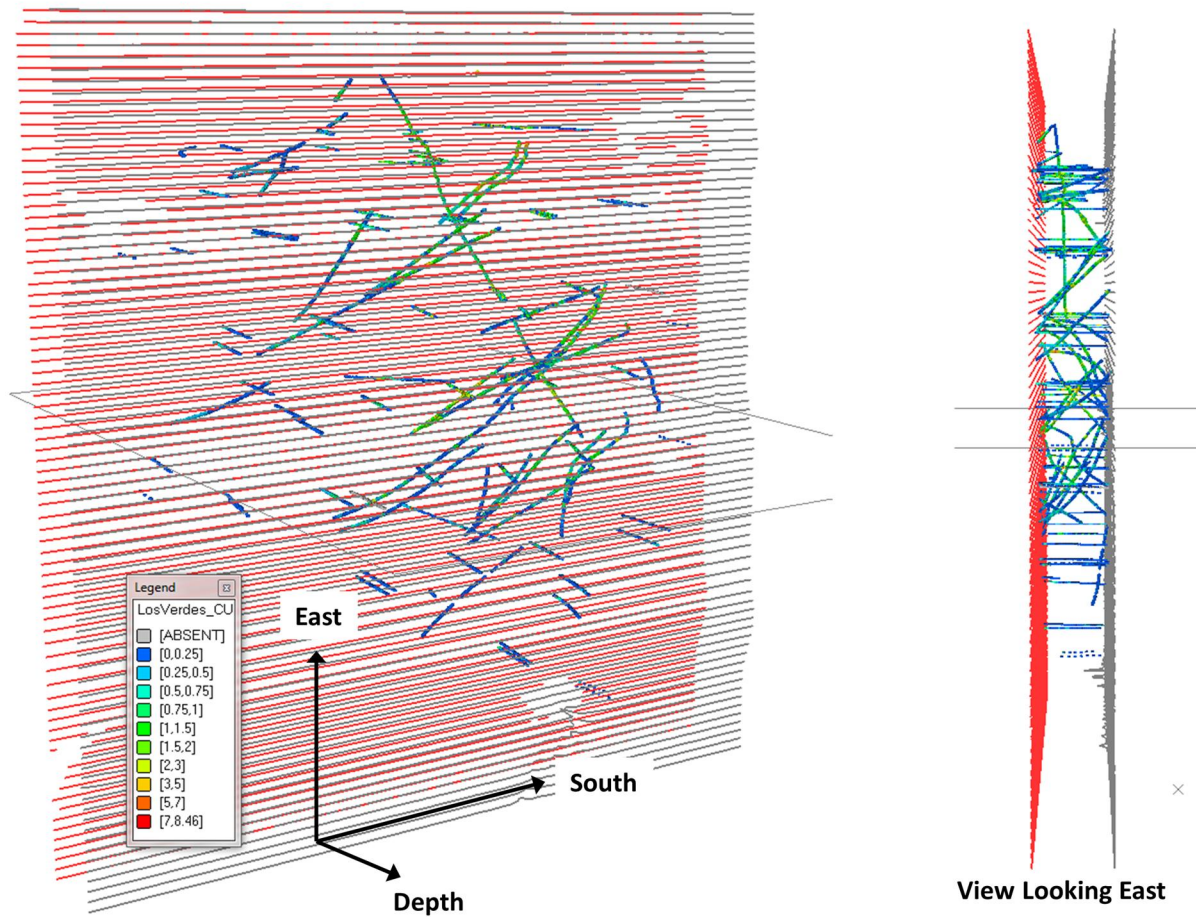 Legend
LosVerdes_CU
[ABSENT]
[0,0.25]
[0.25,0.5]
[0.5,0.75]
[0.75,1]
[1,1.5]
[1.5,2]
[2,3]
[3,5]
[5,7]
[7,8.46]
East
South
Depth
View Looking East